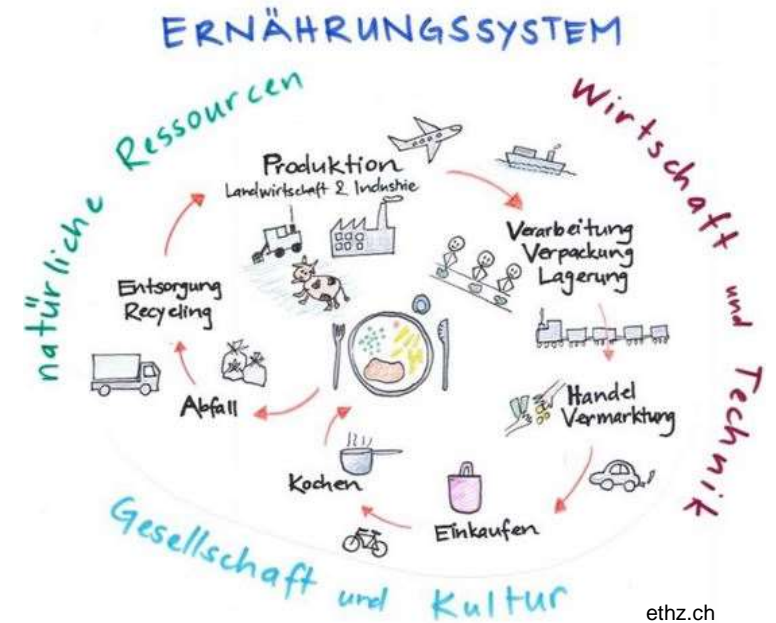 ERNÄHRUNGSSYSTEM
natürliche Ressourcen
Wirtschaft und Technik
Produktion
Landwirtschaft & Industrie
Verarbeitung
Verpackung
Lagerung
Handel
Vermarktung
Einkaufen
Kochen
Abfall
Entsorgung
Recycling
Gesellschaft und Kultur
ethz.ch